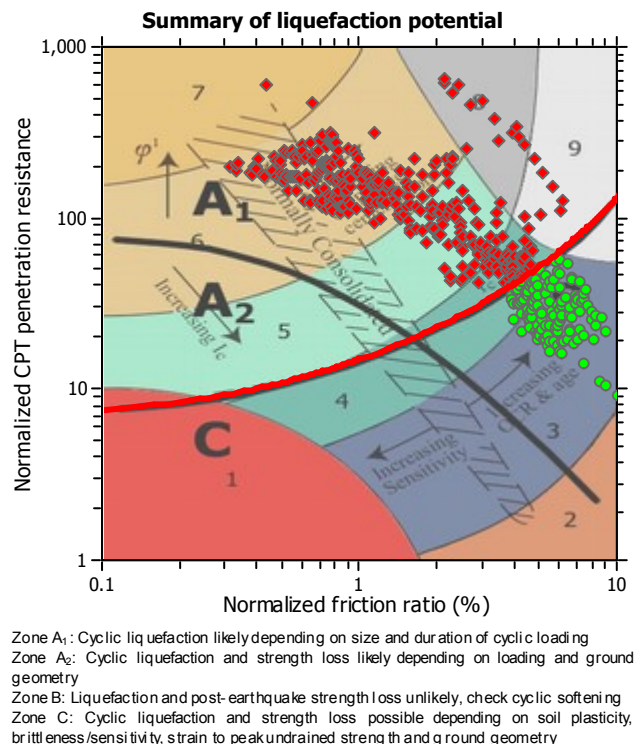 Summary of liquefaction potential
1,000
100
10
1
Normalized CPT penetration resistance
7
9
φ'
A1
Normally Consolidated
6
A2
Increasing Ic
5
4
Increasing
OCR & age
C
1
Increasing
Sensitivity
3
2
0.1
1
10
Normalized friction ratio (%)
Zone A1: Cyclic liquefaction likely depending on size and duration of cyclic loading
Zone A2: Cyclic liquefaction and strength loss likely depending on loading and ground
geometry
Zone B: Liquefaction and post-earthquake strength loss unlikely, check cyclic softening
Zone C: Cyclic liquefaction and strength loss possible depending on soil plasticity,
brittleness/sensitivity, strain to peak undrained strength and ground geometry